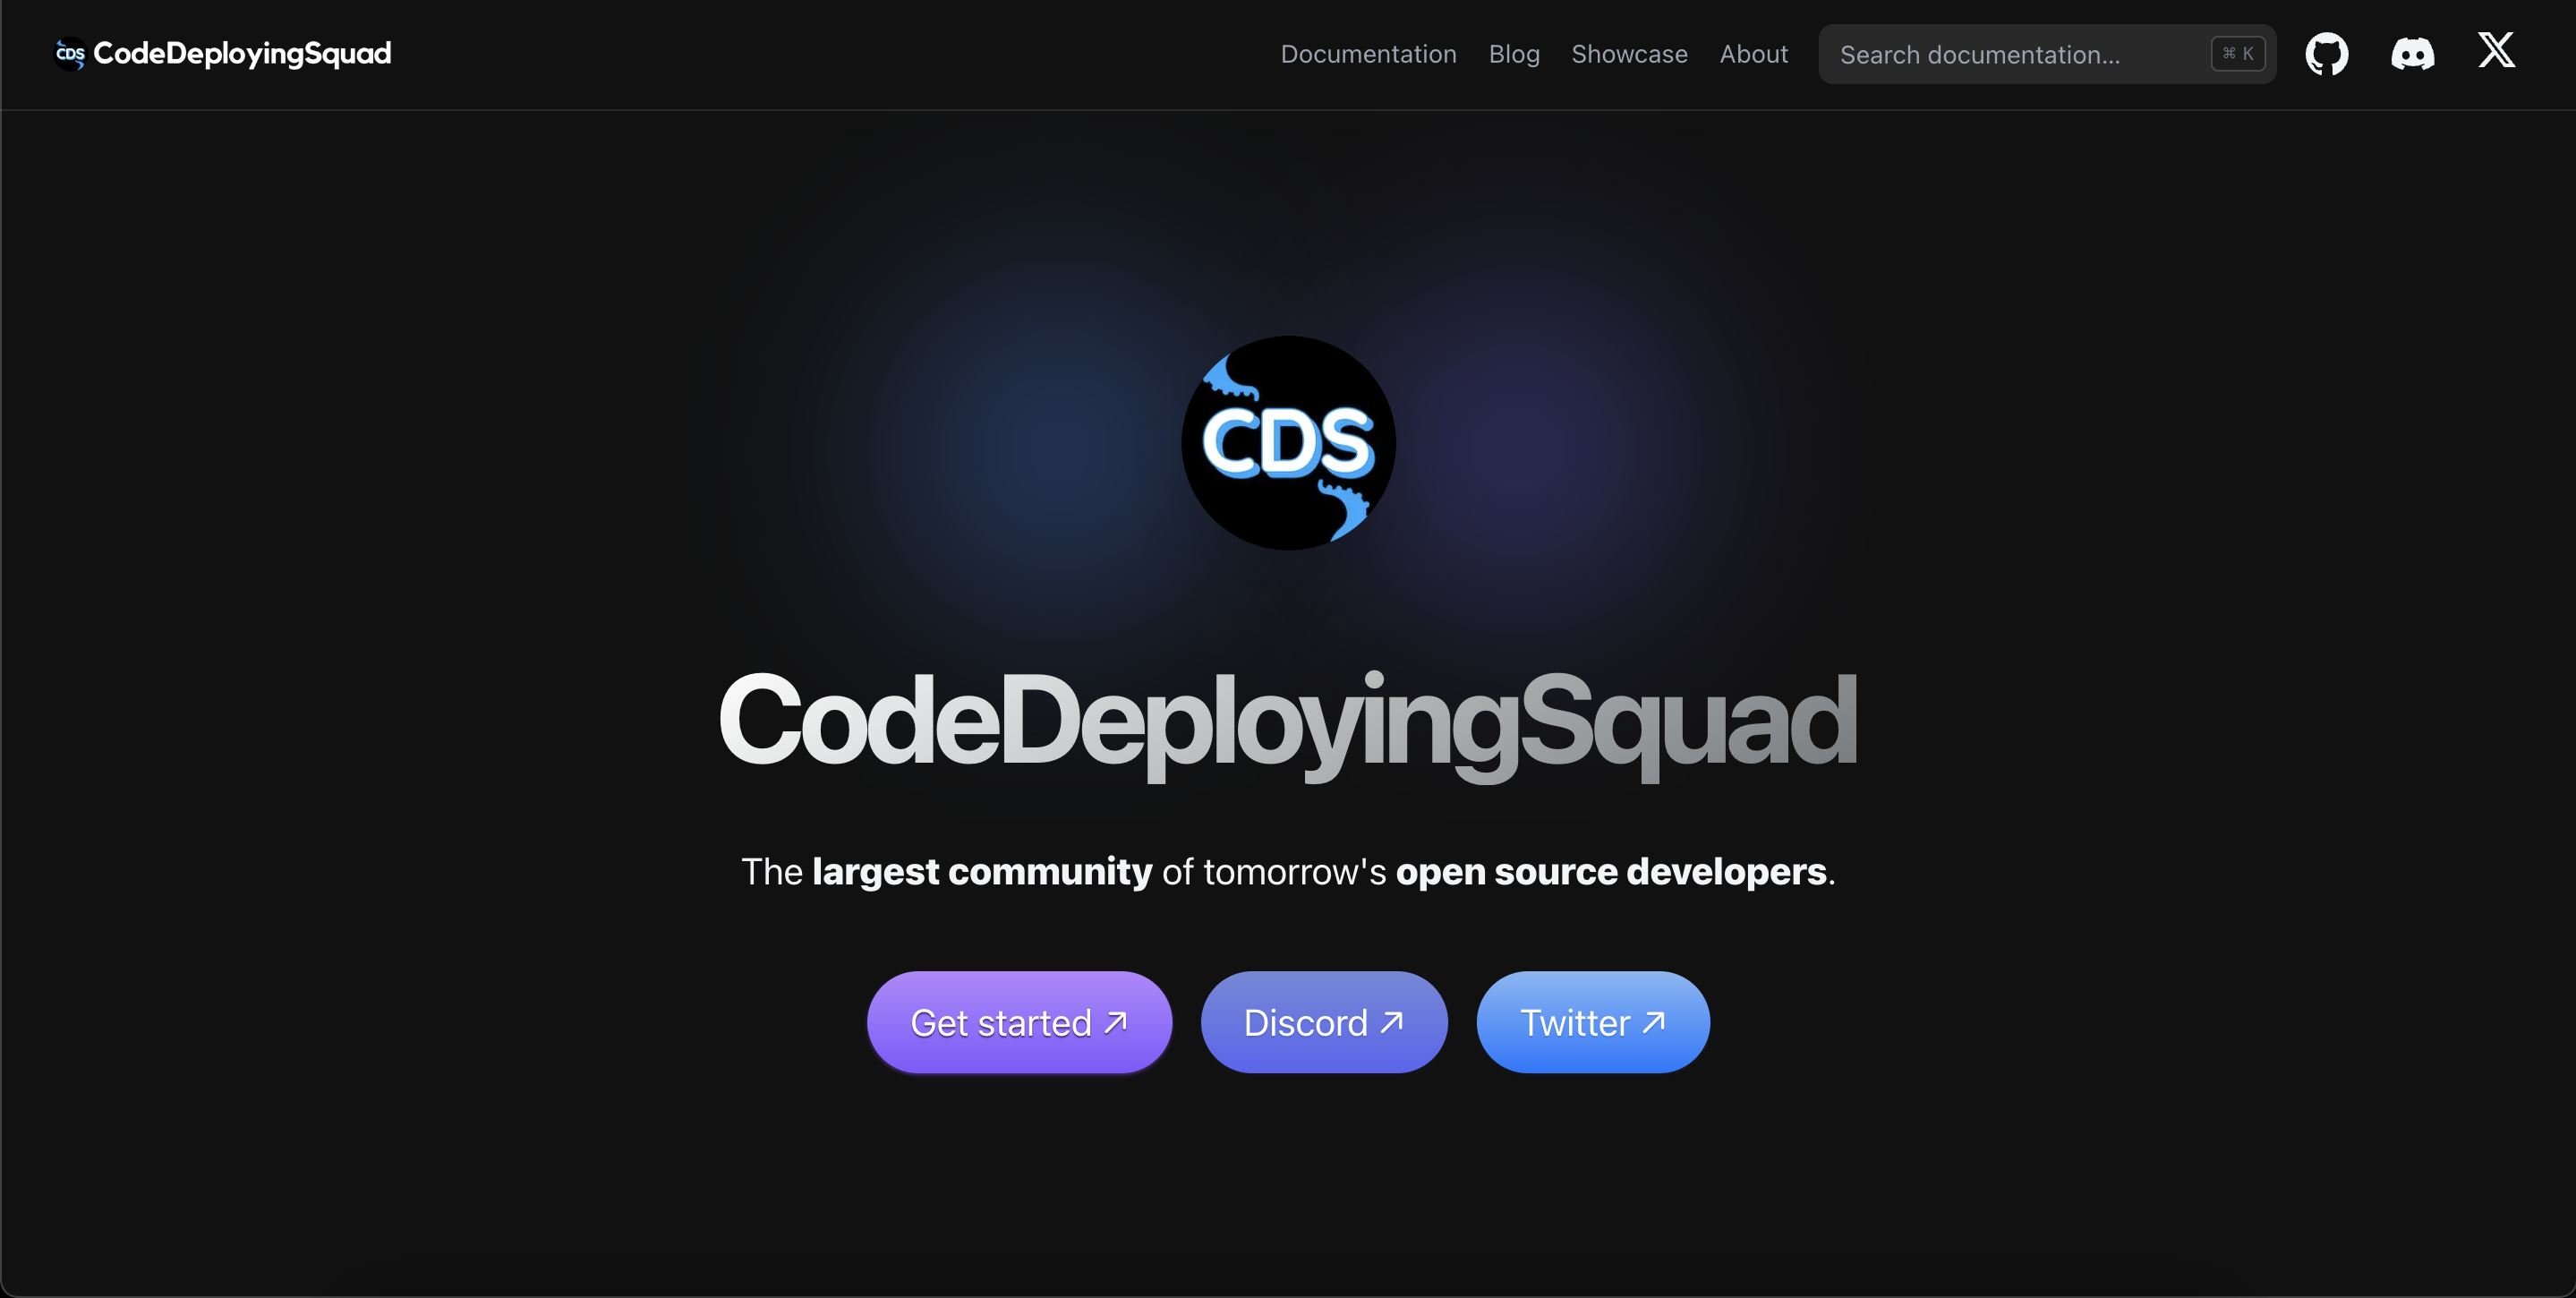 CDS CodeDeployingSquad
Documentation Blog Showcase About Search documentation... ⌘ K
CDS
CodeDeployingSquad
The largest community of tomorrow's open source developers.
Get started ↗ Discord ↗ Twitter ↗